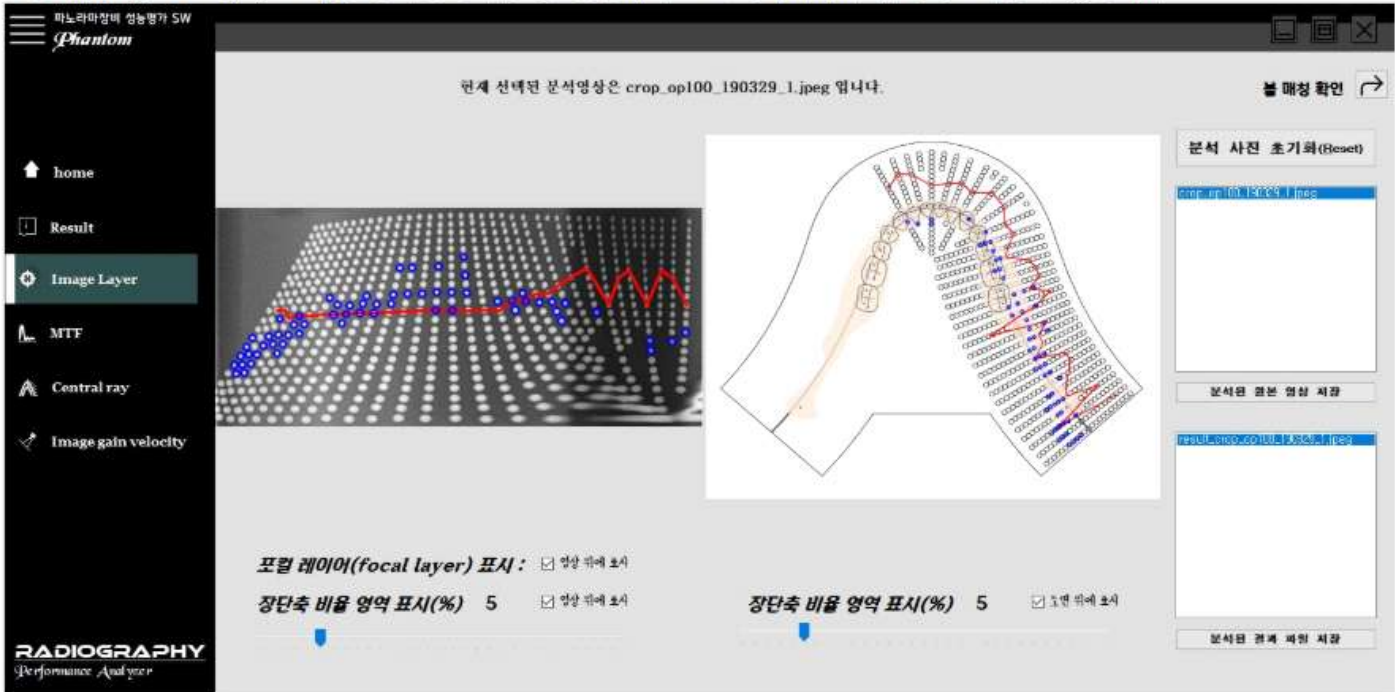 파노라마장비 성능평가 SW
Phantom
현재 선택된 분석영상은 crop_op100_190329_1.jpeg 입니다.
볼 매칭 확인
분석 사진 초기화(Reset)
home
crop_op100_190329_1.jpeg
Result
Image Layer
MTF
분석된 원본 영상 저장
Central ray
Image gain velocity
result_crop_op100_190329_1.jpeg
포컬 레이어(focal layer) 표시 : 영상 위에 표시
장단축 비율 영역 표시(%) 5 영상 위에 표시
장단축 비율 영역 표시(%) 5 도면 위에 표시
분석된 결과 파일 저장
RADIOGRAPHY
Performance Analyzer